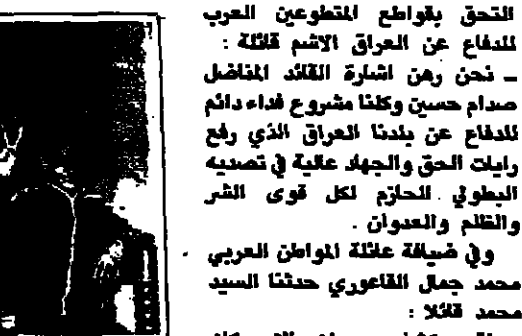 التحق بقواطع المتطوعين العرب
للدفاع عن العراق الاشم قائلة :
ـ نحن رهن اشارة القائد المناضل
صدام حسين وكلنا مشروع فداء دائم
للدفاع عن بلدنا العراق الذي رفع
رايات الحق والجهاد عالية في تصديه
البطولي للحازم لكل قوى الشر
والظلم والعدوان .
وفي ضيافة عائلة المواطن العربي
محمد جمال القاعوري حدثنا السيد
محمد قائلا :